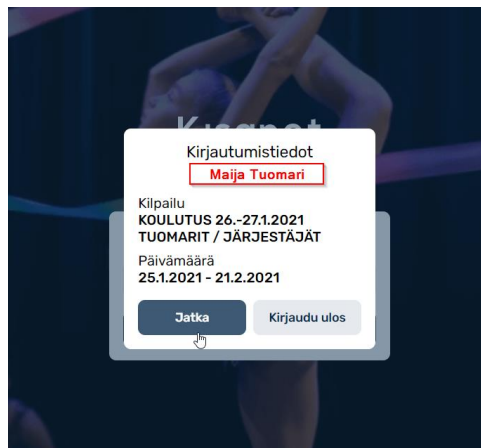 Kisanet
Kirjautumistiedot
Maija Tuomari
Kilpailu
KOULUTUS 26.-27.1.2021
TUOMARIT / JÄRJESTÄJÄT
Päivämäärä
25.1.2021 - 21.2.2021
Jatka
Kirjaudu ulos